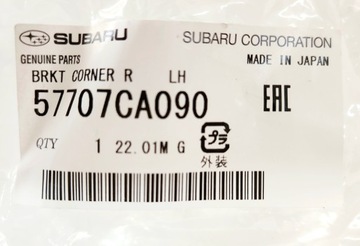 SUBARU SUBARU CORPORATION
GENUINE PARTS MADE IN JAPAN
BRKT CORNER R LH
57707CA090 EAC
QTY 1 22.01M G プラ
外装